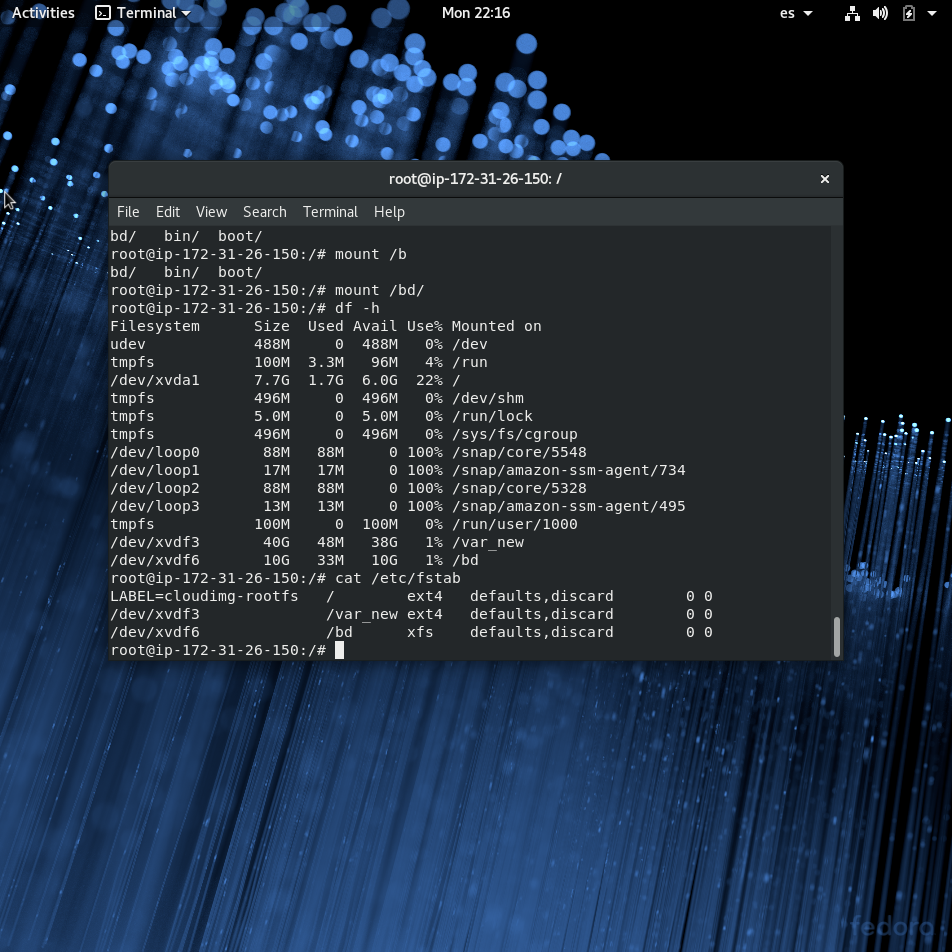 Activities Terminal Mon 22:16 es
root@ip-172-31-26-150: /
File Edit View Search Terminal Help
bd/   bin/  boot/
root@ip-172-31-26-150:/# mount /b
bd/   bin/  boot/
root@ip-172-31-26-150:/# mount /bd/
root@ip-172-31-26-150:/# df -h
Filesystem      Size  Used Avail Use% Mounted on
udev            488M     0  488M   0% /dev
tmpfs           100M  3.3M   96M   4% /run
/dev/xvda1      7.7G  1.7G  6.0G  22% /
tmpfs           496M     0  496M   0% /dev/shm
tmpfs           5.0M     0  5.0M   0% /run/lock
tmpfs           496M     0  496M   0% /sys/fs/cgroup
/dev/loop0       88M   88M     0 100% /snap/core/5548
/dev/loop1       17M   17M     0 100% /snap/amazon-ssm-agent/734
/dev/loop2       88M   88M     0 100% /snap/core/5328
/dev/loop3       13M   13M     0 100% /snap/amazon-ssm-agent/495
tmpfs           100M     0  100M   0% /run/user/1000
/dev/xvdf3       40G   48M   38G   1% /var_new
/dev/xvdf6       10G   33M   10G   1% /bd
root@ip-172-31-26-150:/# cat /etc/fstab
LABEL=cloudimg-rootfs   /        ext4   defaults,discard        0 0
/dev/xvdf3              /var_new ext4   defaults,discard        0 0
/dev/xvdf6              /bd      xfs    defaults,discard        0 0
root@ip-172-31-26-150:/#
fedora